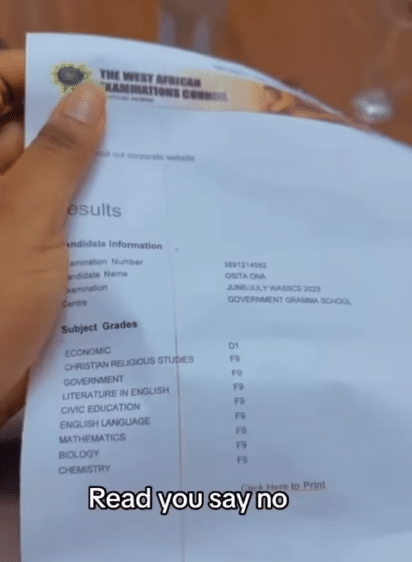 THE WEST AFRICAN
EXAMINATIONS COUNCIL
our corporate website
esults
andidate Information
amination Number 3891214592
andidate Name OSITA ONA
xamination JUNE/JULY WASSCE 2025
Centre GOVERNMENT GRAMMA SCHOOL
Subject Grades
ECONOMIC D1
CHRISTIAN RELIGIOUS STUDIES F9
GOVERNMENT F9
LITERATURE IN ENGLISH F9
CIVIC EDUCATION F9
ENGLISH LANGUAGE F9
MATHEMATICS F9
BIOLOGY F9
CHEMISTRY F9
Click Here to Print
Read you say no